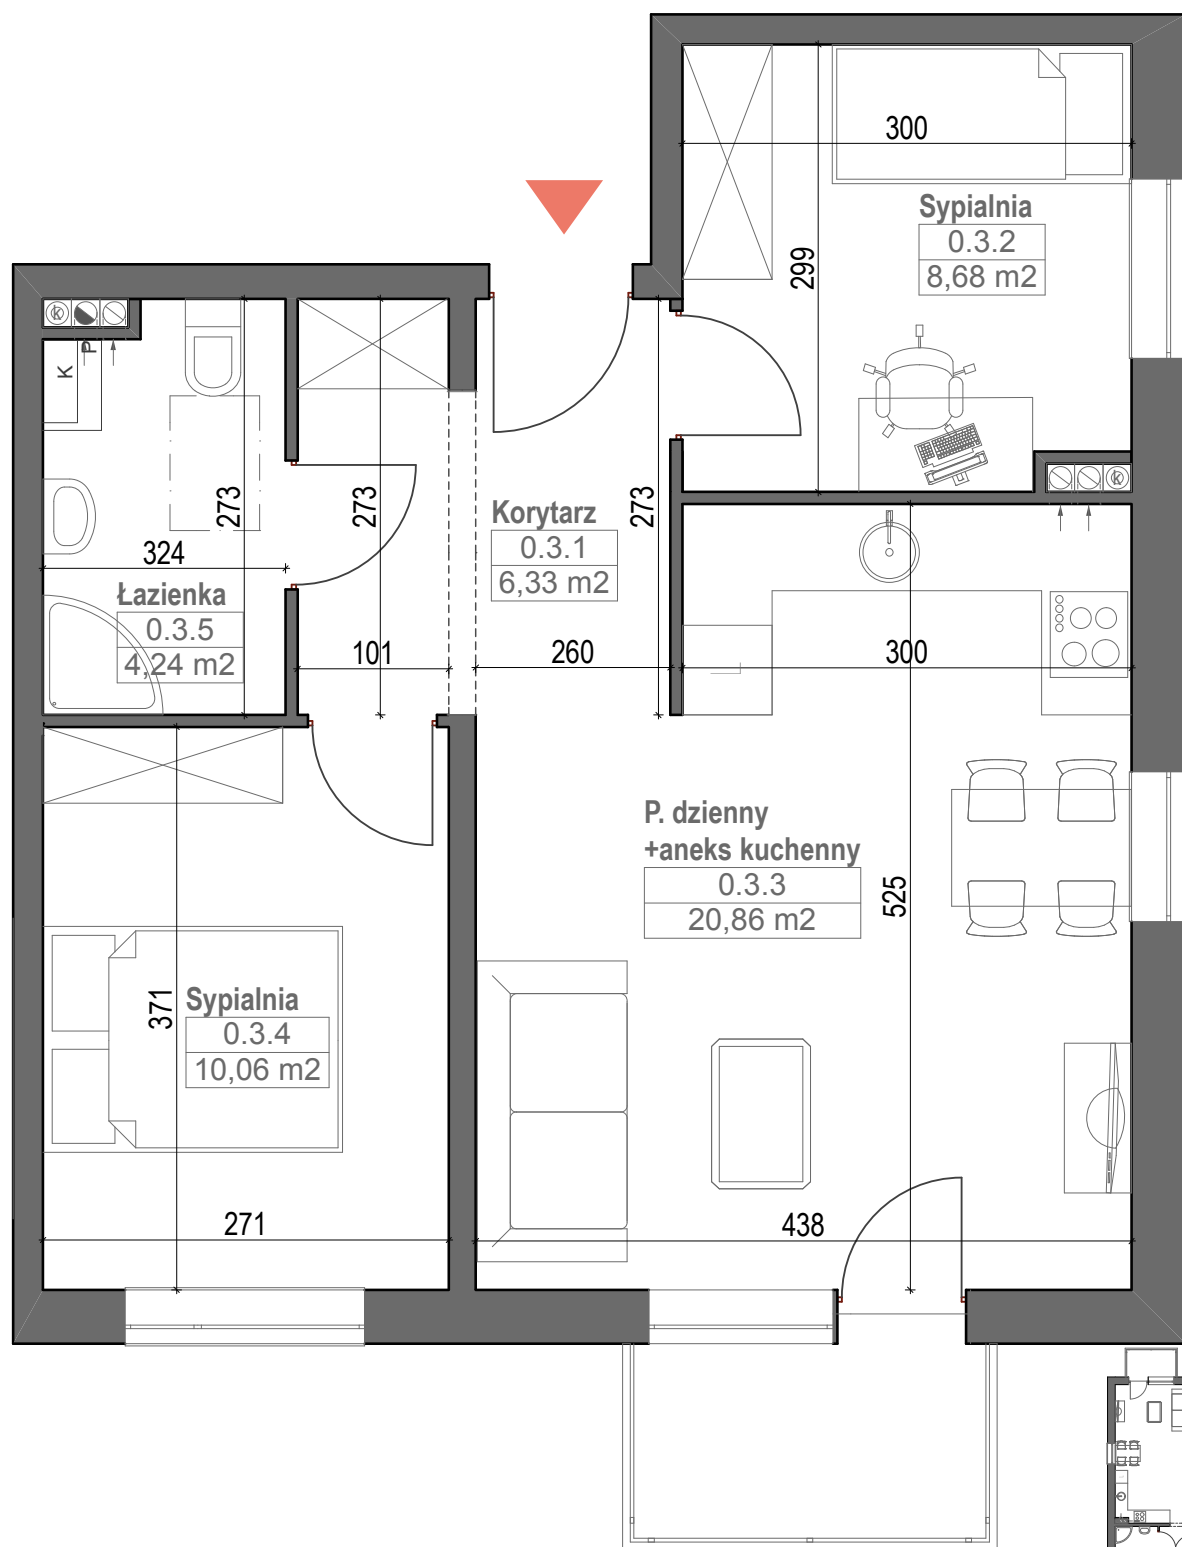 300
Sypialnia
0.3.2
8,68 m2
299
K
P
K
273
273
273
K
Korytarz
0.3.1
6,33 m2
324
Łazienka
0.3.5
4,24 m2
101
260
300
P. dzienny
+aneks kuchenny
0.3.3
20,86 m2
525
371
Sypialnia
0.3.4
10,06 m2
271
438